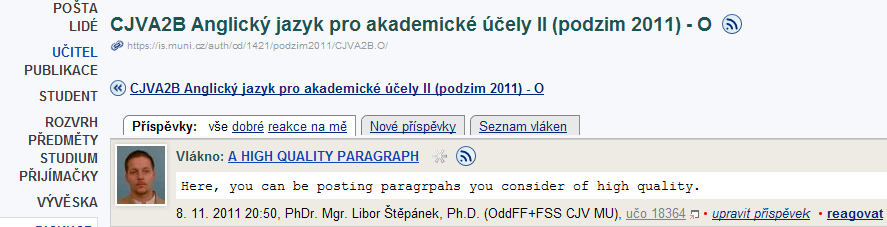 POŠTA
LIDÉ
UČITEL
PUBLIKACE
STUDENT
ROZVRH
PŘEDMĚTY
STUDIUM
PŘIJÍMAČKY
VÝVĚSKA
CJVA2B Anglický jazyk pro akademické účely II (podzim 2011) - O
https://is.muni.cz/auth/cd/1421/podzim2011/CJVA2B.O/
CJVA2B Anglický jazyk pro akademické účely II (podzim 2011) - O
Příspěvky: vše dobré reakce na mě Nové příspěvky Seznam vláken
Vlákno: A HIGH QUALITY PARAGRAPH
Here, you can be posting paragrpahs you consider of high quality.
8. 11. 2011 20:50, PhDr. Mgr. Libor Štěpánek, Ph.D. (OddFF+FSS CJV MU), učo 18364 • upravit příspěvek • reagovat